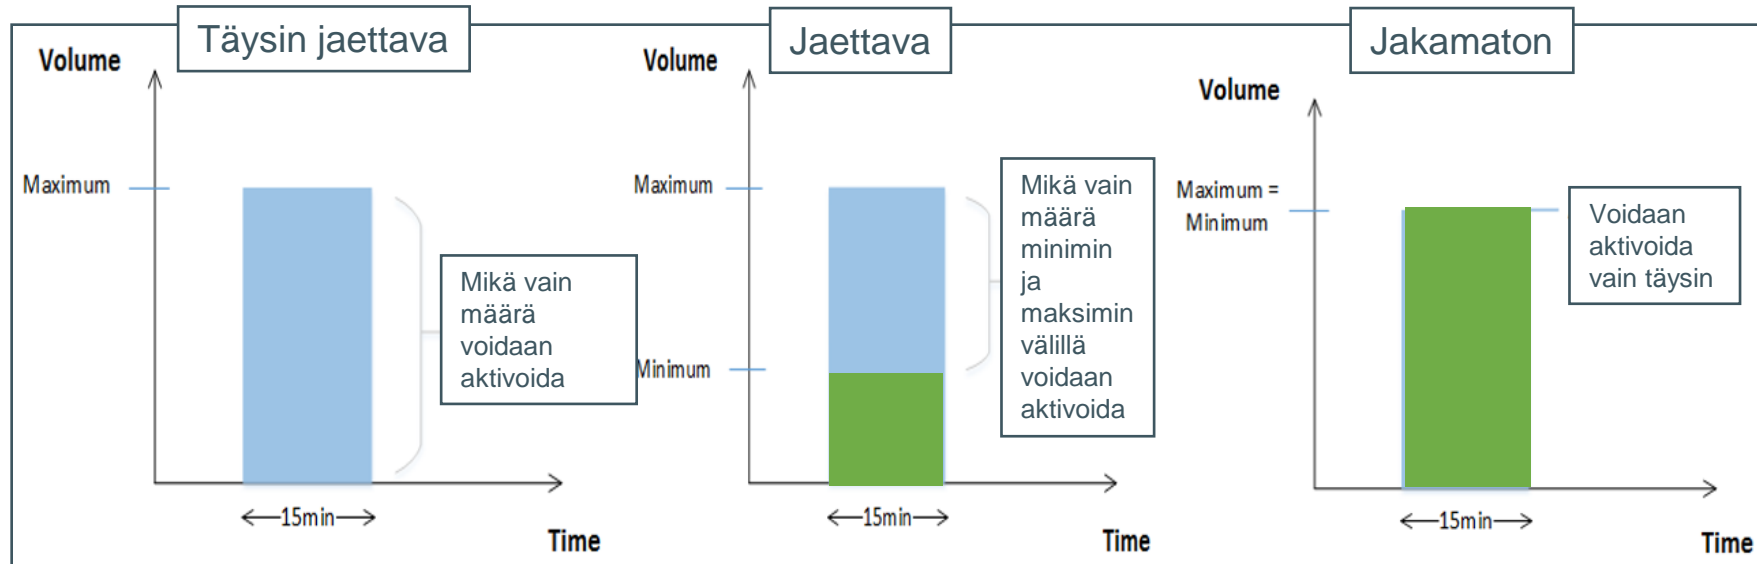 Täysin jaettava
Volume
Maximum
Mikä vain
määrä
voidaan
aktivoida
15min
Time
Jaettava
Volume
Maximum
Minimum
Mikä vain
määrä
minimin
ja
maksimin
välillä
voidaan
aktivoida
15min
Time
Jakamaton
Volume
Maximum =
Minimum
Voidaan
aktivoida
vain täysin
15min
Time